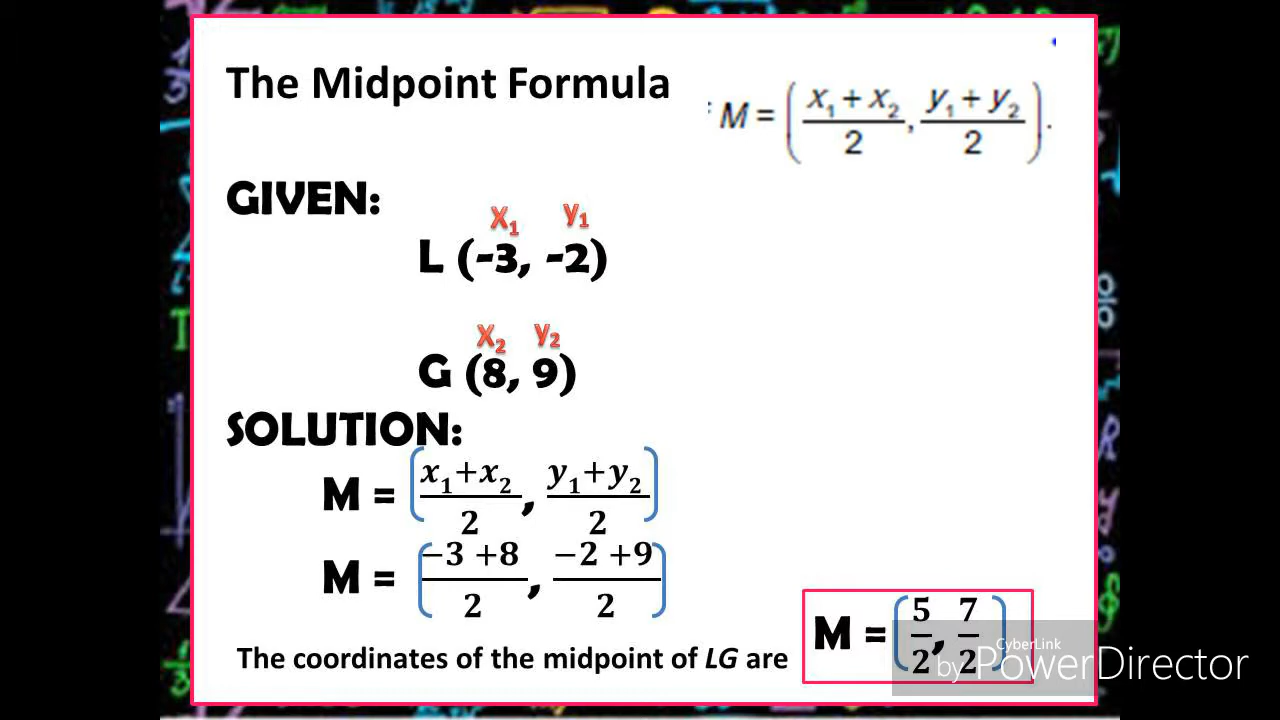 The Midpoint Formula
M = ( x₁ + x₂ / 2 , y₁ + y₂ / 2 ).
GIVEN:
x₁ y₁
L (-3, -2)
x₂ y₂
G (8, 9)
SOLUTION:
M = ( x₁+x₂ / 2 , y₁+y₂ / 2 )
M = ( −3 +8 / 2 , −2 +9 / 2 )
The coordinates of the midpoint of LG are
M = ( 5/2 , 7/2 )
CyberLink
by PowerDirector